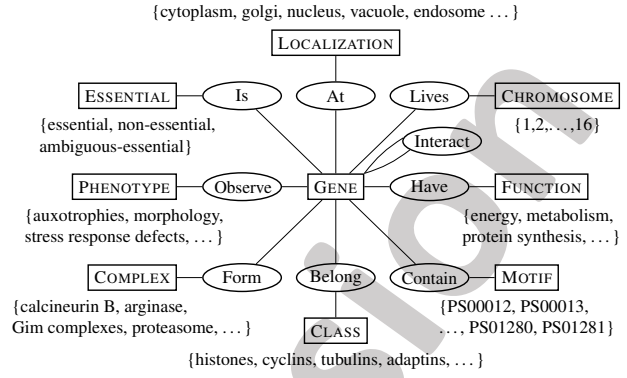 {cytoplasm, golgi, nucleus, vacuole, endosome ... }
LOCALIZATION
ESSENTIAL
Is
At
Lives
CHROMOSOME
{essential, non-essential,
ambiguous-essential}
{1,2,...,16}
Interact
PHENOTYPE
Observe
GENE
Have
FUNCTION
{auxotrophies, morphology,
stress response defects, ... }
{energy, metabolism,
protein synthesis, ... }
COMPLEX
Form
Belong
Contain
MOTIF
{calcineurin B, arginase,
Gim complexes, proteasome, ... }
{PS00012, PS00013,
..., PS01280, PS01281}
CLASS
{histones, cyclins, tubulins, adaptins, ... }